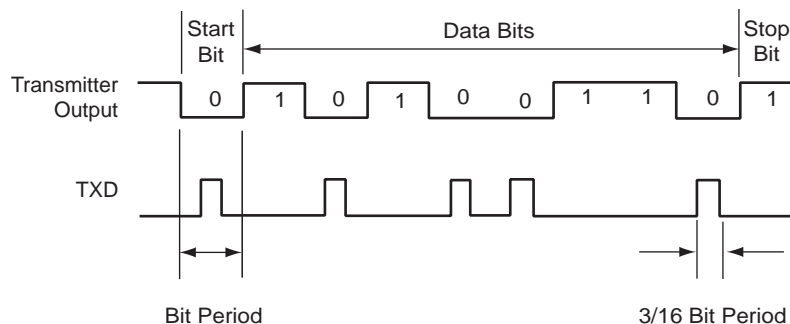 Start
Bit
Data Bits
Stop
Bit
Transmitter
Output
0 1 0 1 0 0 1 1 0 1
TXD
Bit Period
3/16 Bit Period